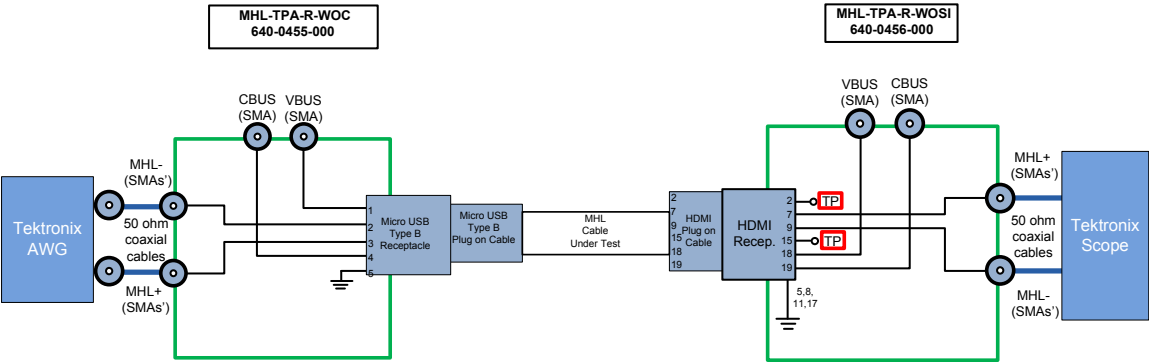 MHL-TPA-R-WOC
640-0455-000
MHL-TPA-R-WOSI
640-0456-000
CBUS
(SMA)
VBUS
(SMA)
VBUS
(SMA)
CBUS
(SMA)
MHL-
(SMAs')
Tektronix
AWG
50 ohm
coaxial
cables
MHL+
(SMAs')
1
2
3
4
5
Micro USB
Type B
Receptacle
Micro USB
Type B
Plug on Cable
MHL
Cable
Under Test
2
7
9
15
18
19
HDMI
Plug on
Cable
HDMI
Recep.
2
7
9
15
18
19
TP
TP
5,8,
11,17
MHL+
(SMAs')
50 ohm
coaxial
cables
MHL-
(SMAs')
Tektronix
Scope